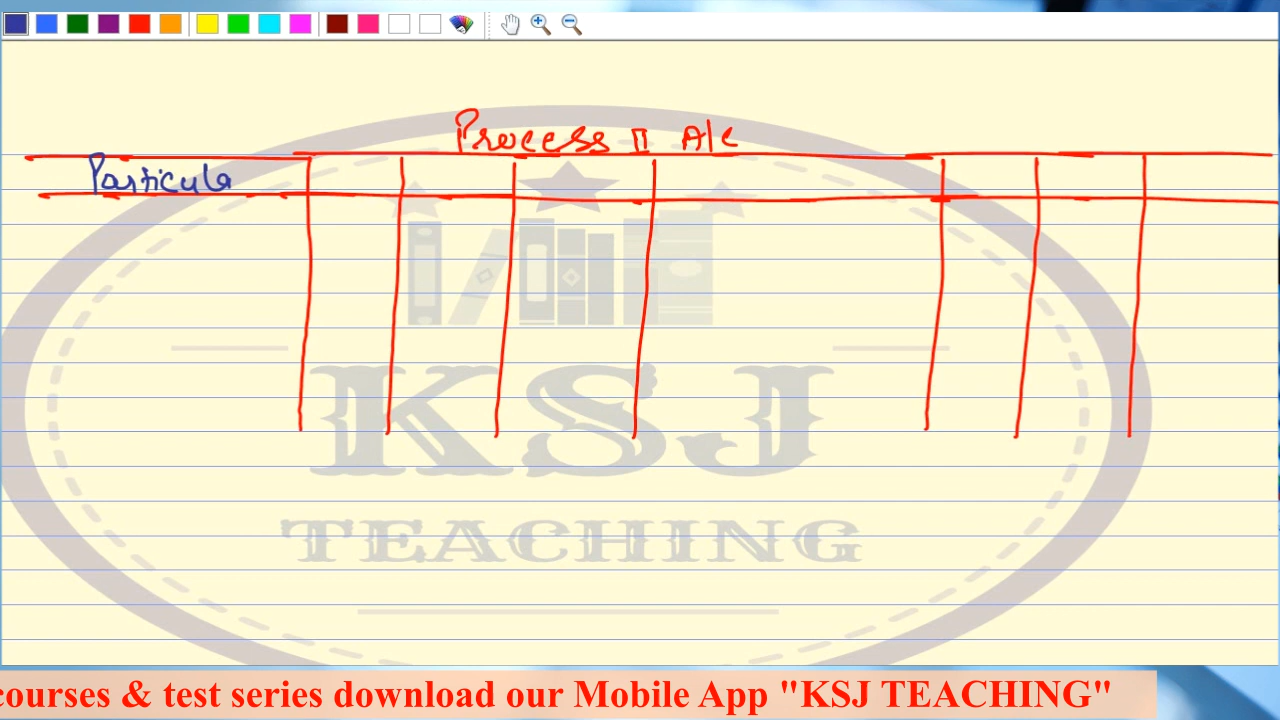 Process II A/c
Particula
KSJ
TEACHING
courses & test series download our Mobile App "KSJ TEACHING"